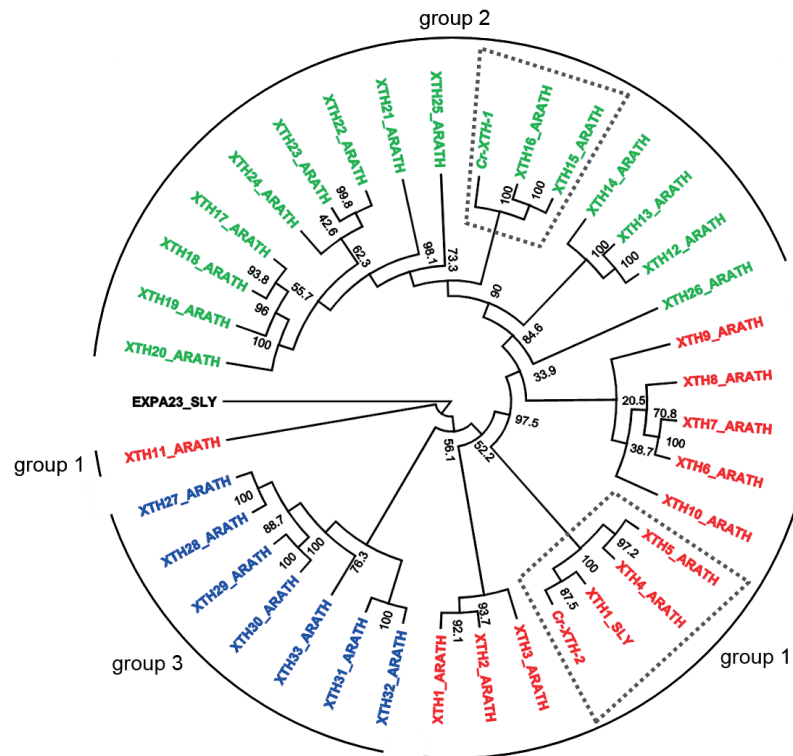 group 2
XTH25_ARATH
XTH21_ARATH
XTH22_ARATH
XTH23_ARATH
XTH24_ARATH
XTH17_ARATH
XTH18_ARATH
XTH19_ARATH
XTH20_ARATH
Cr-XTH-1
XTH16_ARATH
XTH15_ARATH
XTH14_ARATH
XTH13_ARATH
XTH12_ARATH
XTH26_ARATH
99.8
42.6
62.3
98.1
73.3
100
100
90
100
100
84.6
93.8
96
55.7
100
33.9
EXPA23_SLY
XTH9_ARATH
XTH8_ARATH
XTH7_ARATH
XTH6_ARATH
XTH10_ARATH
20.5
70.8
100
38.7
97.5
52.2
56.1
group 1
XTH11_ARATH
XTH27_ARATH
XTH28_ARATH
XTH29_ARATH
XTH30_ARATH
XTH33_ARATH
XTH31_ARATH
XTH32_ARATH
100
88.7
100
100
76.3
100
group 3
XTH1_ARATH
XTH2_ARATH
XTH3_ARATH
93.7
92.1
XTH5_ARATH
XTH4_ARATH
XTH1_SLY
Cr-XTH-2
97.2
100
87.5
group 1